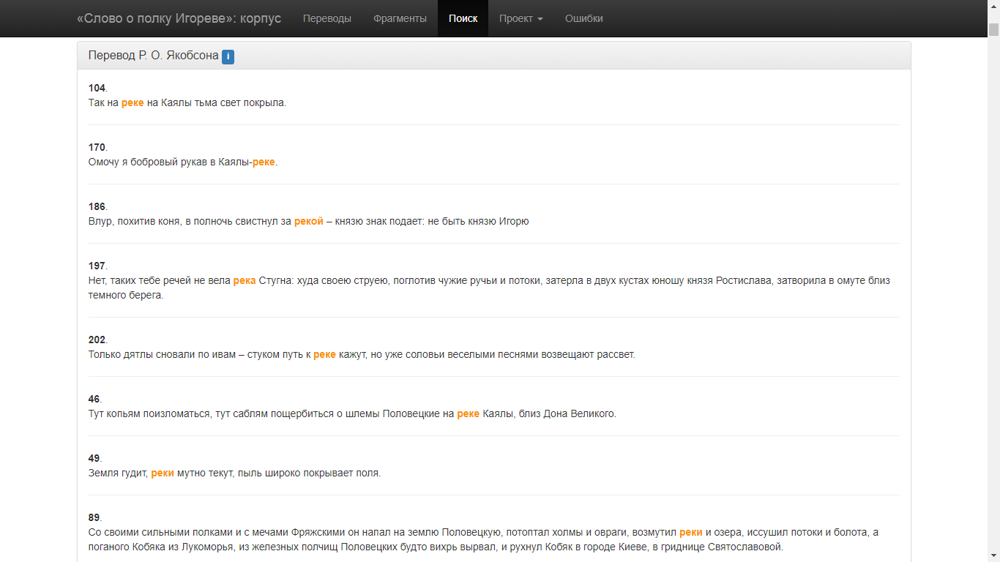 «Слово о полку Игореве»: корпус Переводы Фрагменты Поиск Проект Ошибки
Перевод Р. О. Якобсона i
104.
Так на реке на Каялы тьма свет покрыла.
170.
Омочу я бобровый рукав в Каялы-реке.
186.
Влур, похитив коня, в полночь свистнул за рекой – князю знак подает: не быть князю Игорю
197.
Нет, таких тебе речей не вела река Стугна: худа своею струею, поглотив чужие ручьи и потоки, затерла в двух кустах юношу князя Ростислава, затворила в омуте близ
темного берега.
202.
Только дятлы сновали по ивам – стуком путь к реке кажут, но уже соловьи веселыми песнями возвещают рассвет.
46.
Тут копьям поизломаться, тут саблям пощербиться о шлемы Половецкие на реке Каялы, близ Дона Великого.
49.
Земля гудит, реки мутно текут, пыль широко покрывает поля.
89.
Со своими сильными полками и с мечами Фряжскими он напал на землю Половецкую, потоптал холмы и овраги, возмутил реки и озера, иссушил потоки и болота, а
поганого Кобяка из Лукоморья, из железных полчищ Половецких будто вихрь вырвал, и рухнул Кобяк в городе Киеве, в гриднице Святославовой.